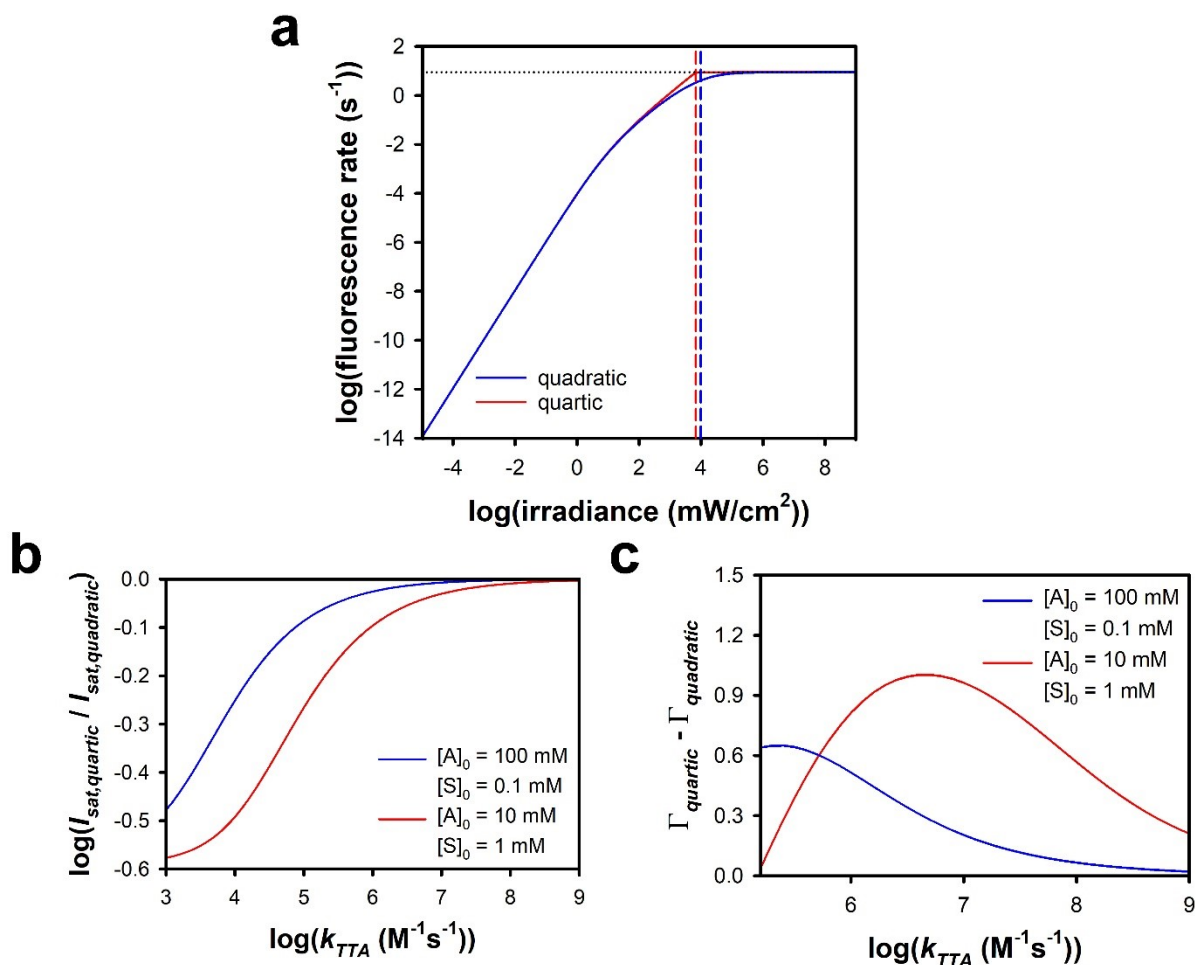 a
log(fluorescence rate (s⁻¹))
2
0
-2
-4
-6
-8
-10
-12
-14
quadratic
quartic
-4 -2 0 2 4 6 8
log(irradiance (mW/cm²))
b
log(I_sat,quartic / I_sat,quadratic)
0.0
-0.1
-0.2
-0.3
-0.4
-0.5
-0.6
[A]₀ = 100 mM
[S]₀ = 0.1 mM
[A]₀ = 10 mM
[S]₀ = 1 mM
3 4 5 6 7 8 9
log(k_TTA (M⁻¹s⁻¹))
c
Γ_quartic - Γ_quadratic
1.5
1.2
0.9
0.6
0.3
0.0
[A]₀ = 100 mM
[S]₀ = 0.1 mM
[A]₀ = 10 mM
[S]₀ = 1 mM
6 7 8 9
log(k_TTA (M⁻¹s⁻¹))